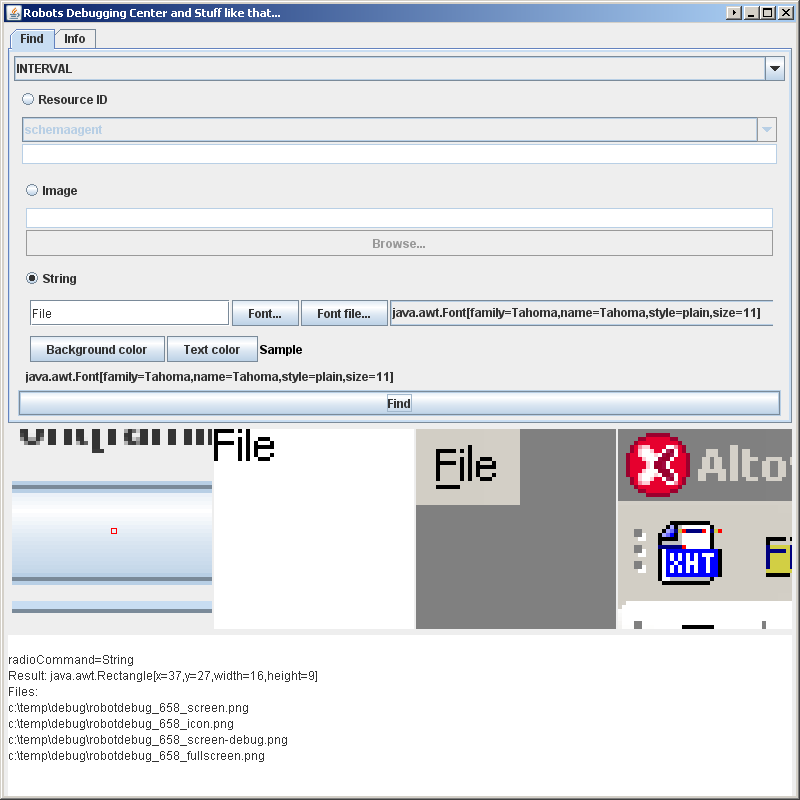 Robots Debugging Center and Stuff like that...
Find Info
INTERVAL
Resource ID
schemaagent
Image
Browse...
String
File Font... Font file... java.awt.Font[family=Tahoma,name=Tahoma,style=plain,size=11]
Background color Text color Sample
java.awt.Font[family=Tahoma,name=Tahoma,style=plain,size=11]
Find
File File Alto
XHT Fi
radioCommand=String
Result: java.awt.Rectangle[x=37,y=27,width=16,height=9]
Files:
c:\temp\debug\robotdebug_658_screen.png
c:\temp\debug\robotdebug_658_icon.png
c:\temp\debug\robotdebug_658_screen-debug.png
c:\temp\debug\robotdebug_658_fullscreen.png